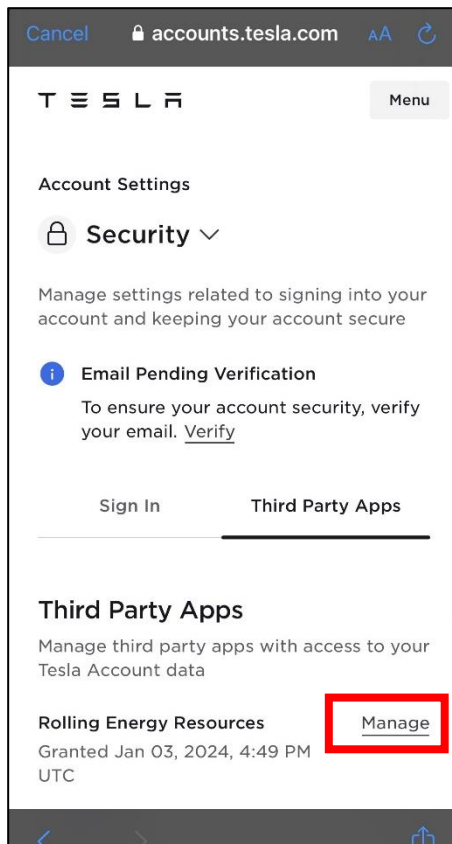 Cancel accounts.tesla.com AA
TESLA Menu
Account Settings
Security
Manage settings related to signing into your
account and keeping your account secure
Email Pending Verification
To ensure your account security, verify
your email. Verify
Sign In Third Party Apps
Third Party Apps
Manage third party apps with access to your
Tesla Account data
Rolling Energy Resources Manage
Granted Jan 03, 2024, 4:49 PM
UTC